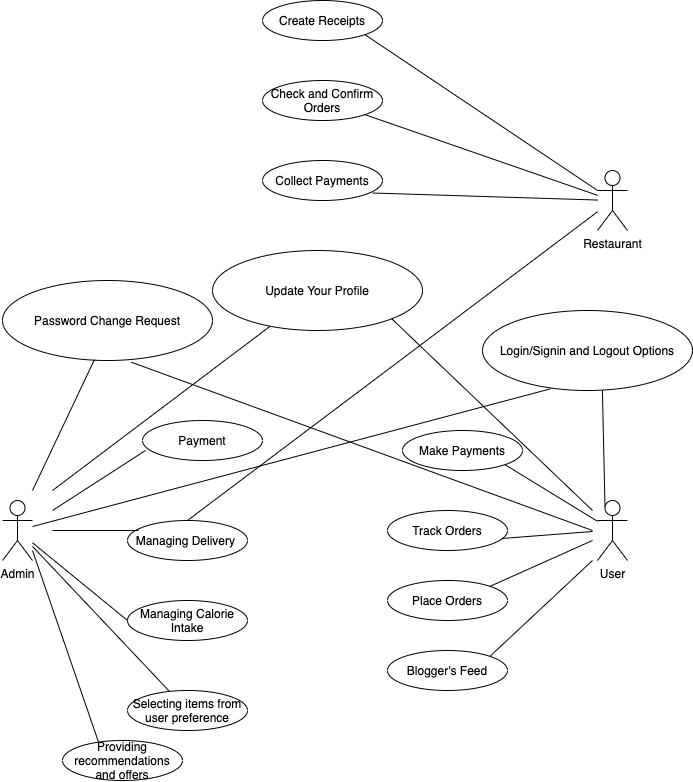 Create Receipts
Check and Confirm
Orders
Collect Payments
Restaurant
Update Your Profile
Password Change Request
Login/Signin and Logout Options
Payment
Make Payments
Track Orders
Managing Delivery
Admin
User
Place Orders
Managing Calorie
Intake
Blogger's Feed
Selecting items from
user preference
Providing
recommendations
and offers